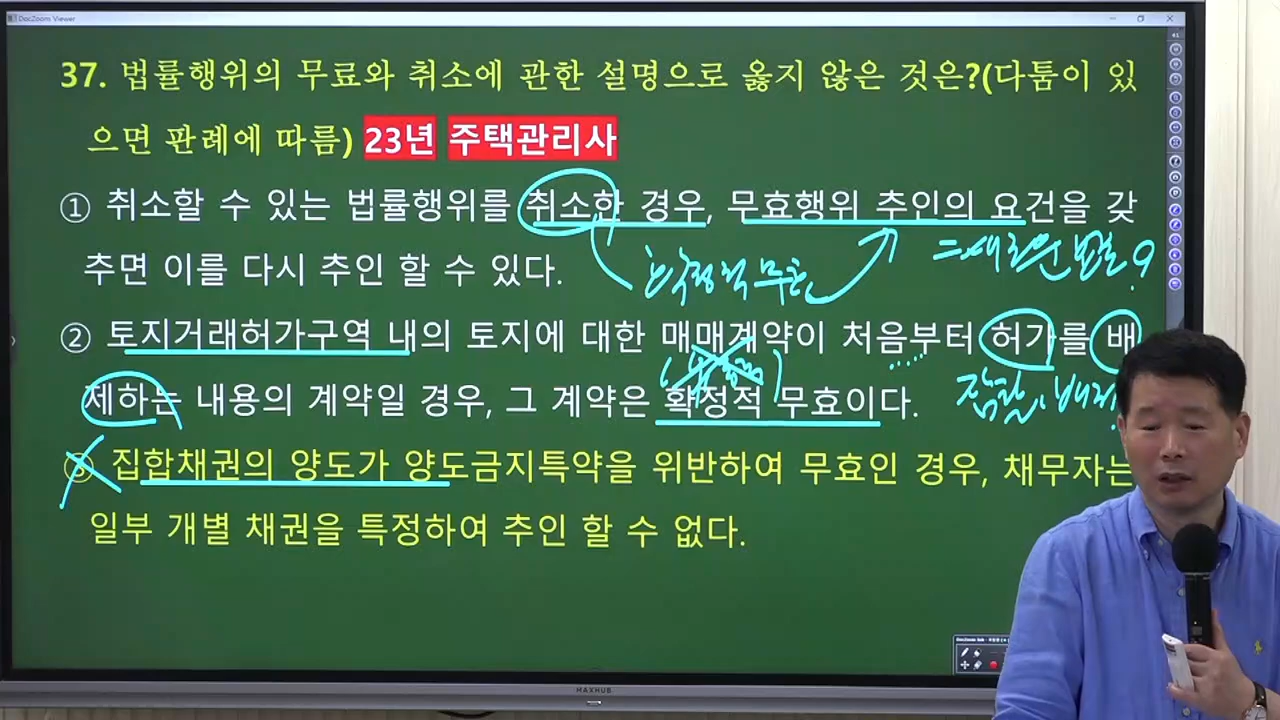 DocZoom Viewer
37. 법률행위의 무료와 취소에 관한 설명으로 옳지 않은 것은?(다툼이 있
으면 판례에 따름) 23년 주택관리사
① 취소할 수 있는 법률행위를 취소한 경우, 무효행위 추인의 요건을 갖
추면 이를 다시 추인 할 수 있다.
확정적 무효
② 토지거래허가구역 내의 토지에 대한 매매계약이 처음부터 허가를 배
제하는 내용의 계약일 경우, 그 계약은 확정적 무효이다.
③ 집합채권의 양도가 양도금지특약을 위반하여 무효인 경우, 채무자는
일부 개별 채권을 특정하여 추인 할 수 없다.
MAXHUB